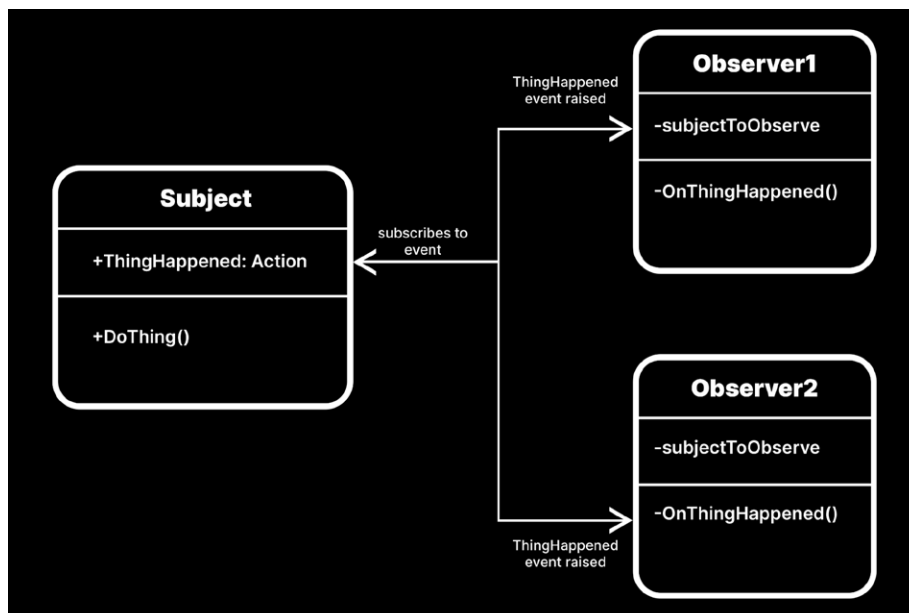 Subject
+ThingHappened: Action
+DoThing()
subscribes to
event
ThingHappened
event raised
Observer1
-subjectToObserve
-OnThingHappened()
ThingHappened
event raised
Observer2
-subjectToObserve
-OnThingHappened()